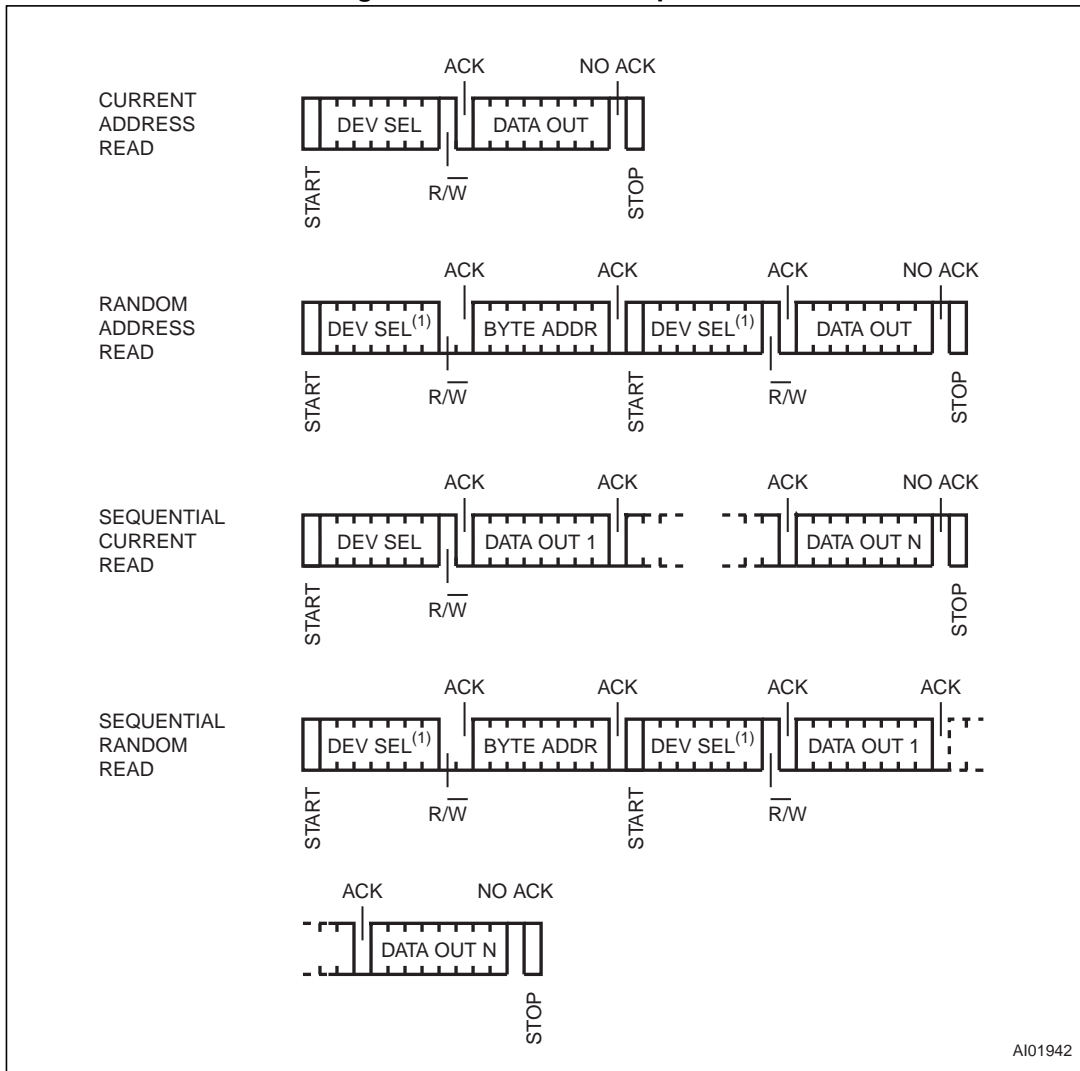 ACK NO ACK
CURRENT
ADDRESS
READ
DEV SEL DATA OUT
START R/W STOP
ACK ACK ACK NO ACK
RANDOM
ADDRESS
READ
DEV SEL(1) BYTE ADDR DEV SEL(1) DATA OUT
START R/W START R/W STOP
ACK ACK ACK NO ACK
SEQUENTIAL
CURRENT
READ
DEV SEL DATA OUT 1 DATA OUT N
START R/W STOP
ACK ACK ACK ACK
SEQUENTIAL
RANDOM
READ
DEV SEL(1) BYTE ADDR DEV SEL(1) DATA OUT 1
START R/W START R/W
ACK NO ACK
DATA OUT N
STOP
AI01942